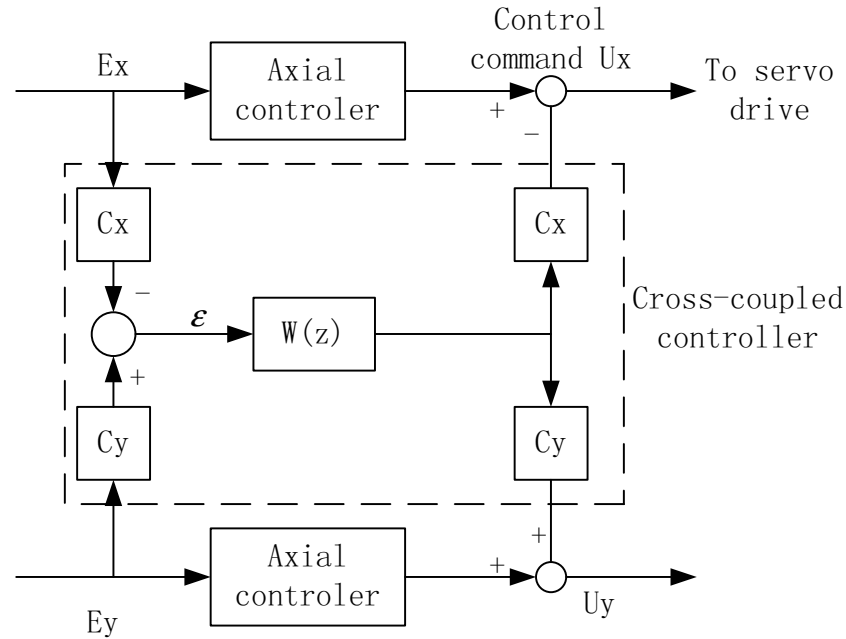 Control
command Ux
Ex
Axial
controler
To servo
drive
+
−
Cx
Cx
−
ε
W(z)
Cross-coupled
controller
+
Cy
Cy
+
Axial
controler
+
Ey
Uy